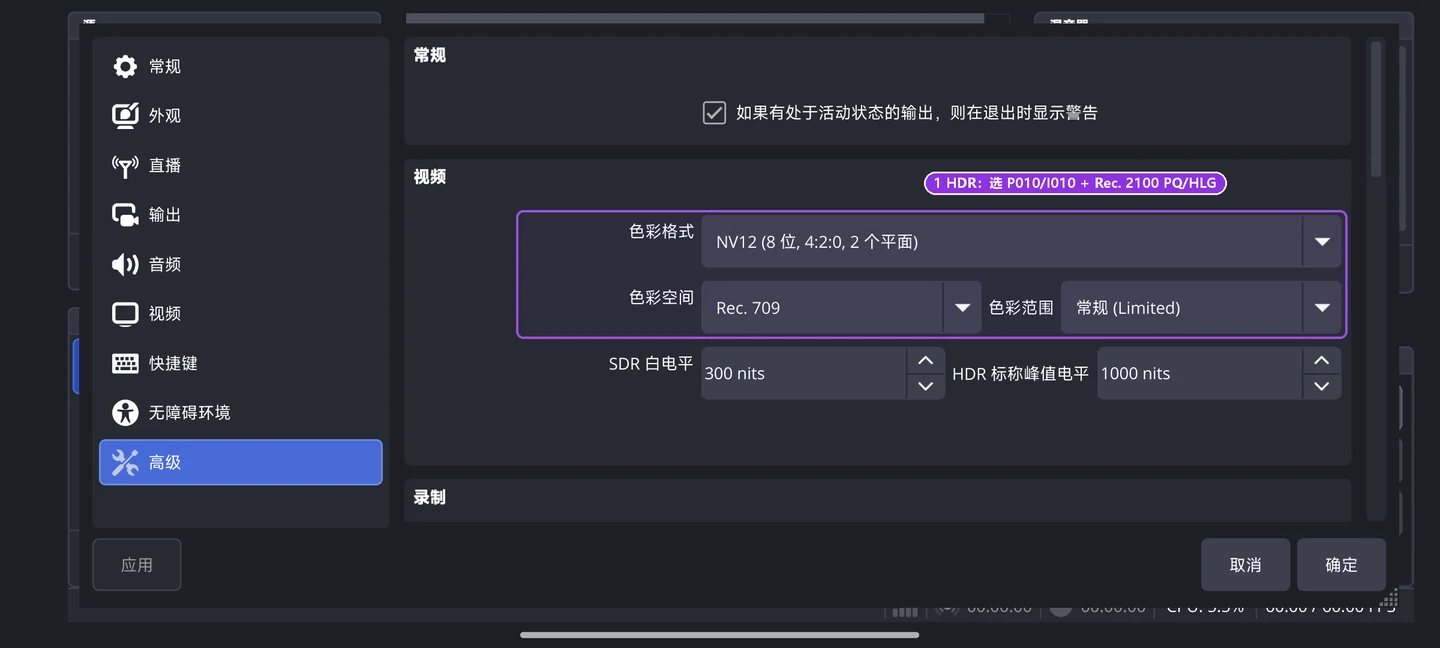 常规
外观
直播
输出
音频
视频
快捷键
无障碍环境
高级
常规
如果有处于活动状态的输出，则在退出时显示警告
视频
1 HDR：选 P010/I010 + Rec. 2100 PQ/HLG
色彩格式 NV12 (8 位, 4:2:0, 2 个平面)
色彩空间 Rec. 709 色彩范围 常规 (Limited)
SDR 白电平 300 nits HDR 标称峰值电平 1000 nits
录制
应用 取消 确定